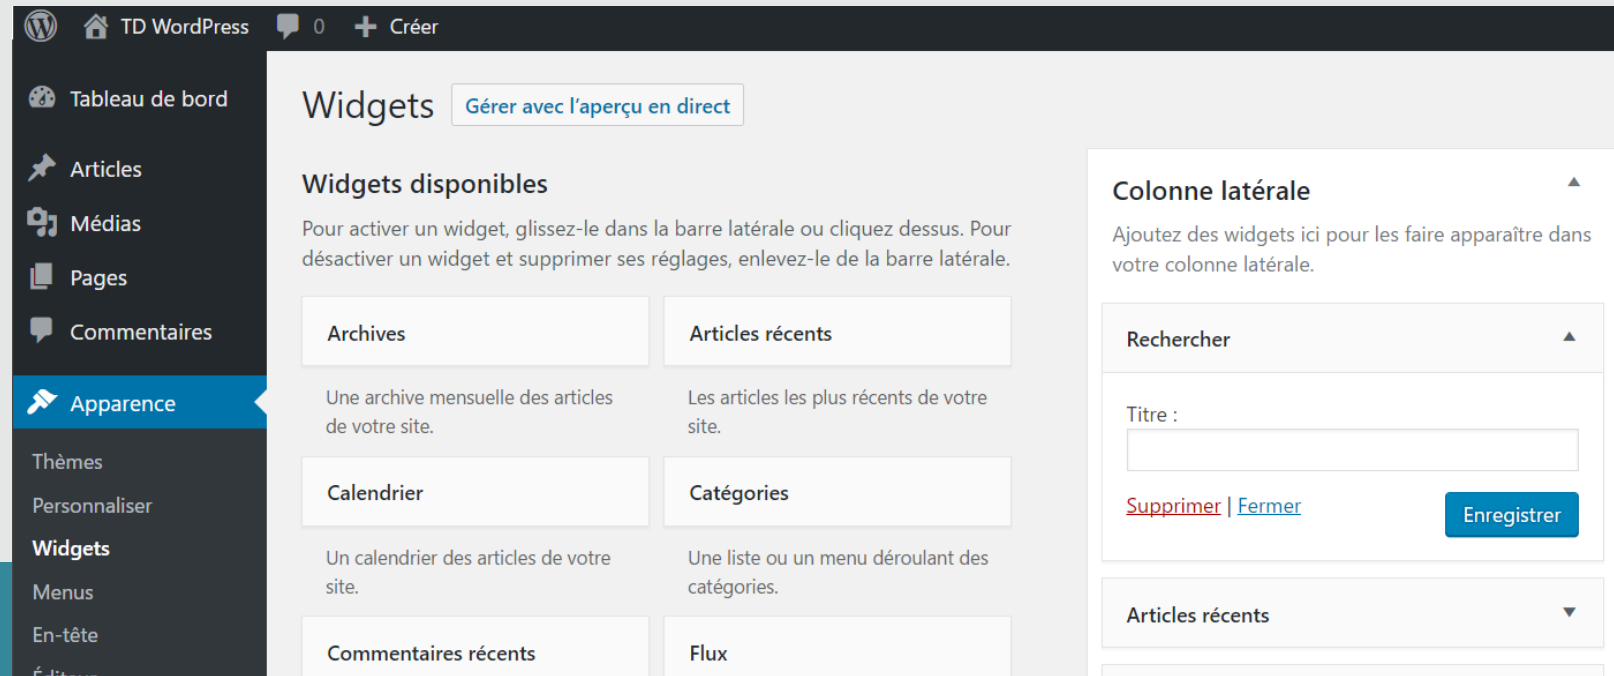 TD WordPress
0
Créer
Tableau de bord
Articles
Médias
Pages
Commentaires
Apparence
Thèmes
Personnaliser
Widgets
Menus
En-tête
Widgets
Gérer avec l’aperçu en direct
Widgets disponibles
Pour activer un widget, glissez-le dans la barre latérale ou cliquez dessus. Pour
désactiver un widget et supprimer ses réglages, enlevez-le de la barre latérale.
Archives
Une archive mensuelle des articles
de votre site.
Articles récents
Les articles les plus récents de votre
site.
Calendrier
Un calendrier des articles de votre
site.
Catégories
Une liste ou un menu déroulant des
catégories.
Commentaires récents
Flux
Colonne latérale
Ajoutez des widgets ici pour les faire apparaître dans
votre colonne latérale.
Rechercher
Titre :
Supprimer | Fermer
Enregistrer
Articles récents